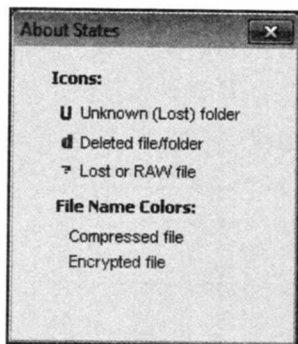 About States
Icons:
U Unknown (Lost) folder
d Deleted file/folder
? Lost or RAW file
File Name Colors:
Compressed file
Encrypted file